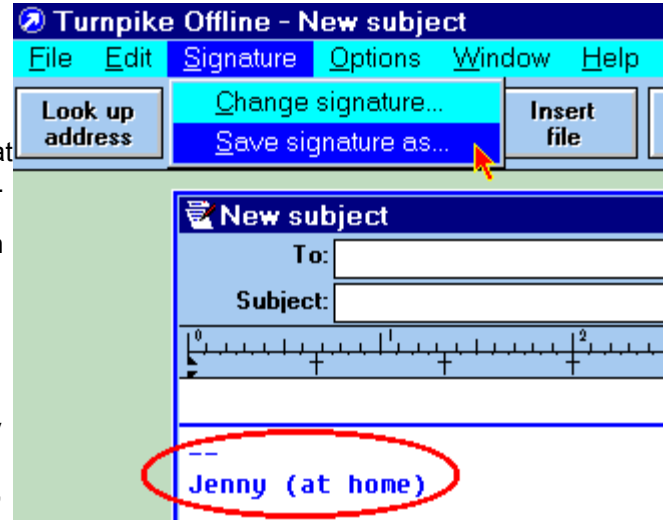 Turnpike Offline - New subject
File Edit Signature Options Window Help
Look up
address
Change signature...
Save signature as...
Insert
file
at
New subject
To:
Subject:
0 1 2
--
Jenny (at home)